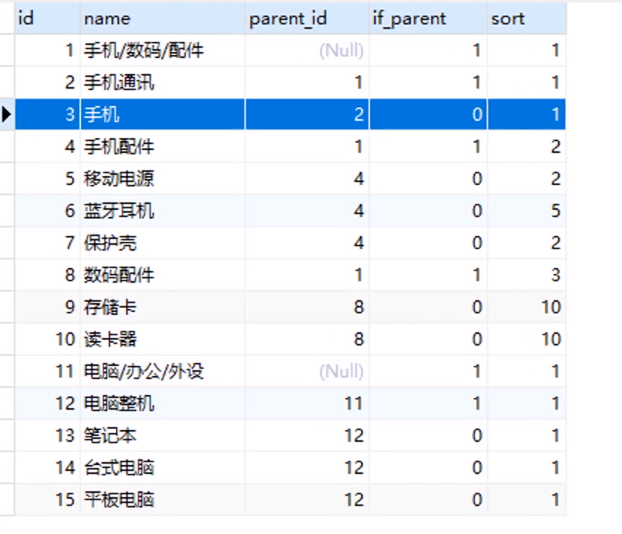 id name parent_id if_parent sort
1 手机/数码/配件 (Null) 1 1
2 手机通讯 1 1 1
3 手机 2 0 1
4 手机配件 1 1 2
5 移动电源 4 0 2
6 蓝牙耳机 4 0 5
7 保护壳 4 0 2
8 数码配件 1 1 3
9 存储卡 8 0 10
10 读卡器 8 0 10
11 电脑/办公/外设 (Null) 1 1
12 电脑整机 11 1 1
13 笔记本 12 0 1
14 台式电脑 12 0 1
15 平板电脑 12 0 1